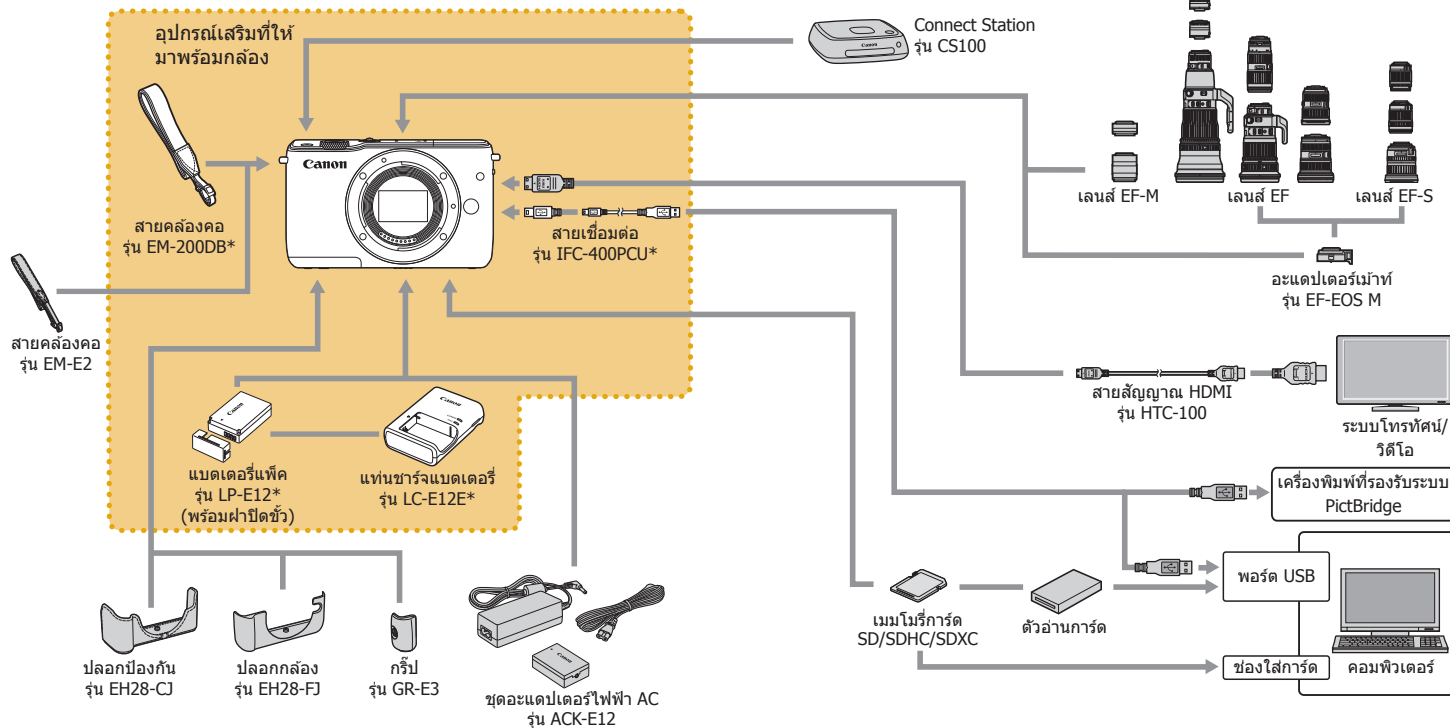 อุปกรณ์เสริมที่ให้
มาพร้อมกล้อง
Connect Station
รุ่น CS100
Canon
Canon
สายคล้องคอ
รุ่น EM-200DB*
สายเชื่อมต่อ
รุ่น IFC-400PCU*
เลนส์ EF-M
เลนส์ EF
เลนส์ EF-S
อะแดปเตอร์เม้าท์
รุ่น EF-EOS M
สายคล้องคอ
รุ่น EM-E2
สายสัญญาณ HDMI
รุ่น HTC-100
ระบบโทรทัศน์/
วิดีโอ
Canon
Canon
แบตเตอรี่แพ็ค
รุ่น LP-E12*
(พร้อมฝาปิดขั้ว)
แท่นชาร์จแบตเตอรี่
รุ่น LC-E12E*
เครื่องพิมพ์ที่รองรับระบบ
PictBridge
พอร์ต USB
เมมโมรี่การ์ด
SD/SDHC/SDXC
ตัวอ่านการ์ด
ช่องใส่การ์ด
คอมพิวเตอร์
ปลอกป้องกัน
รุ่น EH28-CJ
ปลอกกล้อง
รุ่น EH28-FJ
กริ๊ป
รุ่น GR-E3
Canon
ชุดอะแดปเตอร์ไฟฟ้า AC
รุ่น ACK-E12